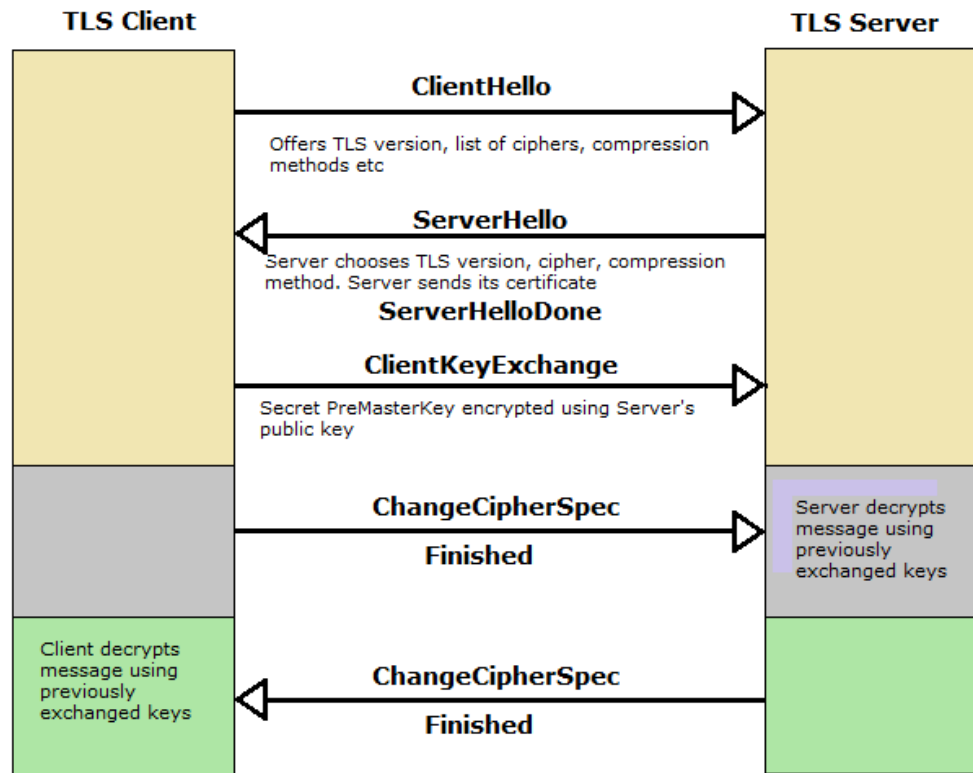 TLS Client
TLS Server
ClientHello
Offers TLS version, list of ciphers, compression
methods etc
ServerHello
Server chooses TLS version, cipher, compression
method. Server sends its certificate
ServerHelloDone
ClientKeyExchange
Secret PreMasterKey encrypted using Server's
public key
ChangeCipherSpec
Finished
Server decrypts
message using
previously
exchanged keys
Client decrypts
message using
previously
exchanged keys
ChangeCipherSpec
Finished